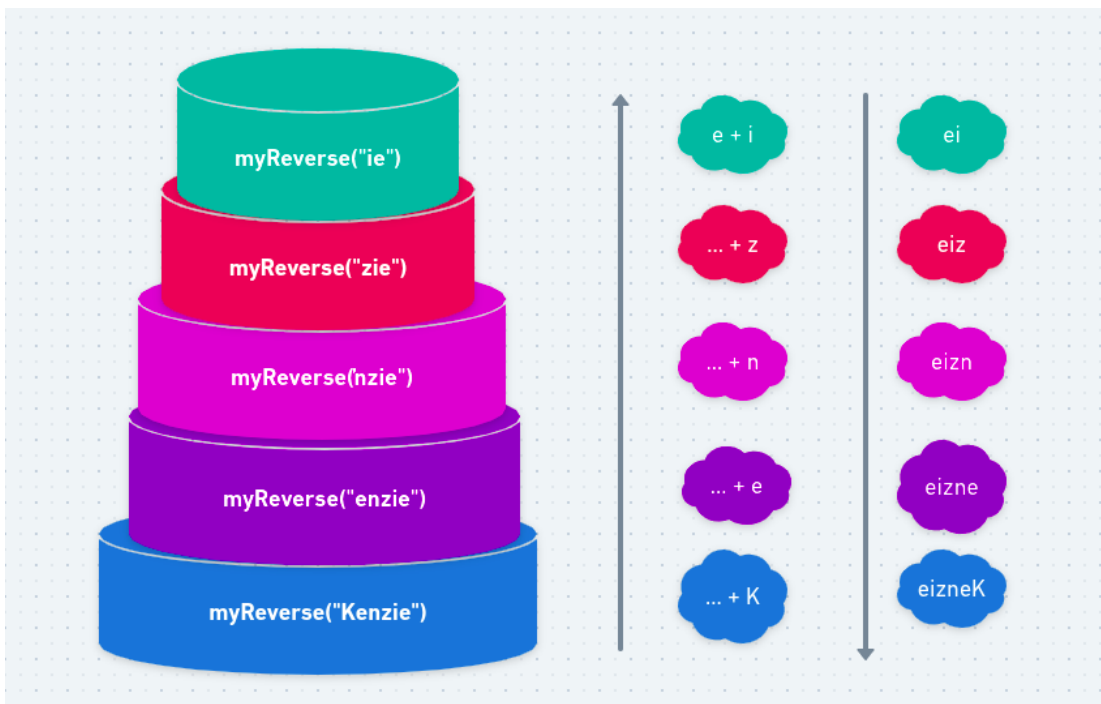 myReverse("ie")
e + i
ei
myReverse("zie")
... + z
eiz
myReverse(nzie")
... + n
eizn
myReverse("enzie")
... + e
eizne
myReverse("Kenzie")
... + K
eizneK